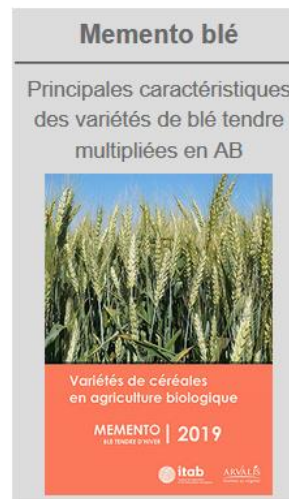 Memento blé
Principales caractéristiques
des variétés de blé tendre
multipliées en AB
Variétés de céréales
en agriculture biologique
MEMENTO | 2019
BLÉ TENDRE D'HIVER
itab
ARVALIS